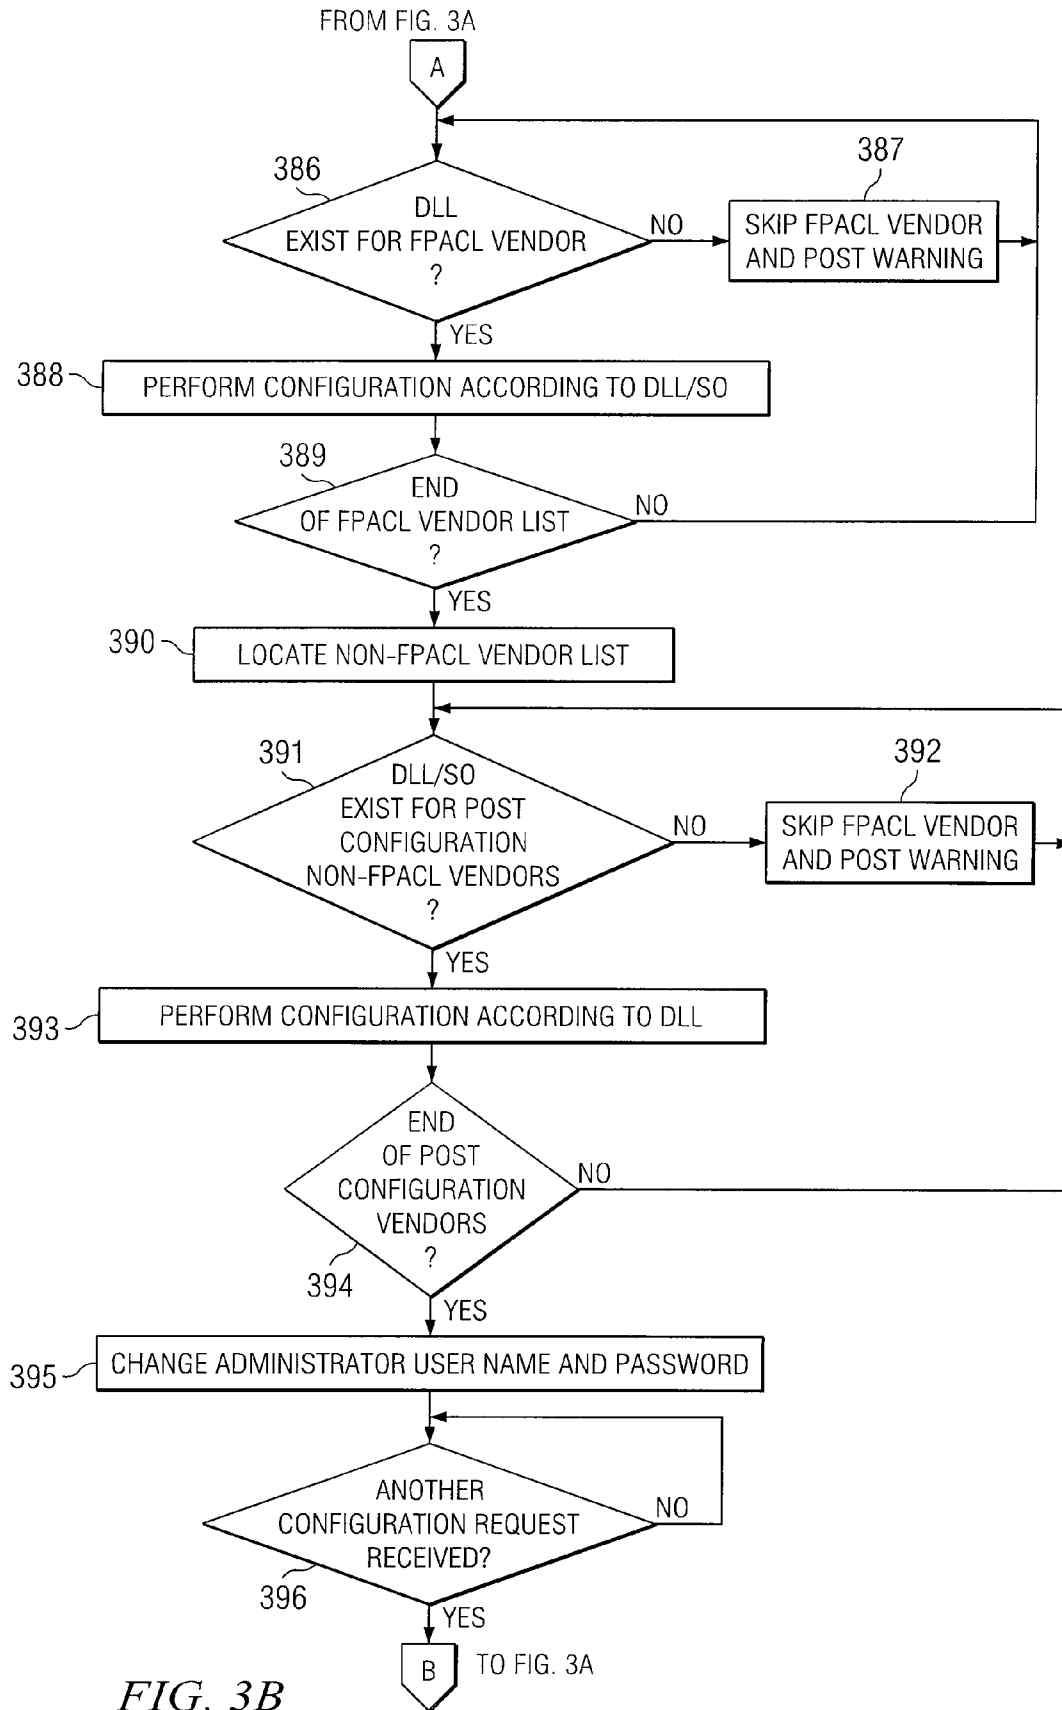 FROM FIG. 3A
A
386
DLL
EXIST FOR FPACL VENDOR
?
NO
387
SKIP FPACL VENDOR
AND POST WARNING
YES
388
PERFORM CONFIGURATION ACCORDING TO DLL/SO
389
END
OF FPACL VENDOR LIST
?
NO
YES
390
LOCATE NON-FPACL VENDOR LIST
391
DLL/SO
EXIST FOR POST
CONFIGURATION
NON-FPACL VENDORS
?
NO
392
SKIP FPACL VENDOR
AND POST WARNING
YES
393
PERFORM CONFIGURATION ACCORDING TO DLL
END
OF POST
CONFIGURATION
VENDORS
?
NO
394
YES
395
CHANGE ADMINISTRATOR USER NAME AND PASSWORD
ANOTHER
CONFIGURATION REQUEST
RECEIVED?
NO
396
YES
B
TO FIG. 3A
FIG. 3B